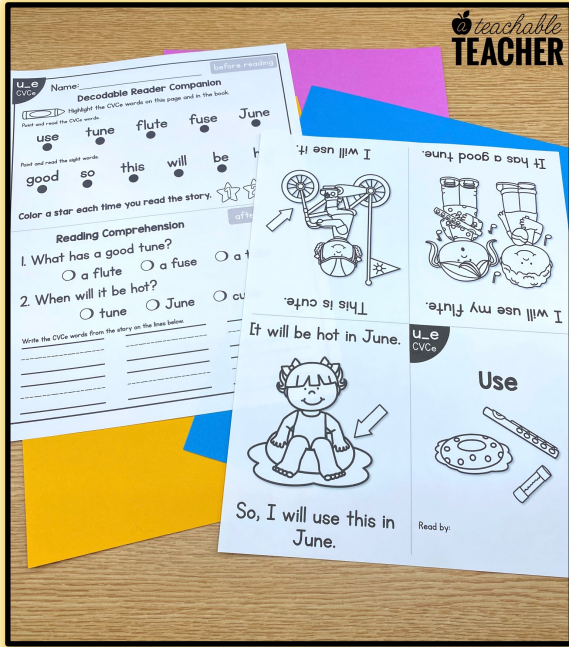 a teachable
TEACHER
u_e
CVCe
Name:
before reading
Decodable Reader Companion
Highlight the CVCe words on this page and in the book.
Point and read the CVCe words.
use tune flute fuse June
Point and read the sight words.
good so this will be
Color a star each time you read the story.
Reading Comprehension
1. What has a good tune?
a flute a fuse
2. When will it be hot?
tune June
Write the CVCe words from the story on the lines below.
I will use it.
This is cute.
It has a good tune.
I will use my flute.
It will be hot in June.
So, I will use this in
June.
u_e
CVCe
Use
Read by: